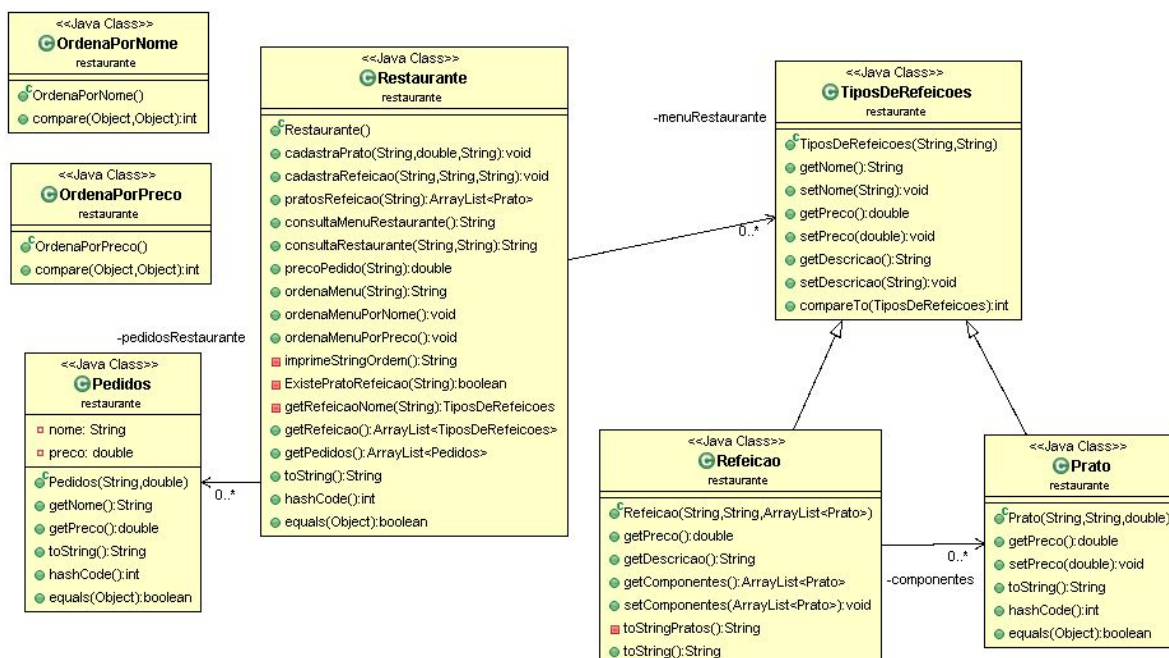 <<Java Class>>
OrdenaPorNome
restaurante
OrdenaPorNome()
compare(Object,Object):int
<<Java Class>>
OrdenaPorPreco
restaurante
OrdenaPorPreco()
compare(Object,Object):int
-pedidosRestaurante
<<Java Class>>
Pedidos
restaurante
nome: String
preco: double
Pedidos(String,double)
getNome():String
getPreco():double
toString():String
hashCode():int
equals(Object):boolean
0..*
<<Java Class>>
Restaurante
restaurante
Restaurante()
cadastraPrato(String,double,String):void
cadastraRefeicao(String,String,String):void
pratosRefeicao(String):ArrayList<Prato>
consultaMenuRestaurante():String
consultaRestaurante(String,String):String
precoPedido(String):double
ordenaMenu(String):String
ordenaMenuPorNome():void
ordenaMenuPorPreco():void
imprimeStringOrdem():String
ExistePratoRefeicao(String):boolean
getRefeicaoNome(String):TiposDeRefeicoes
getRefeicao():ArrayList<TiposDeRefeicoes>
getPedidos():ArrayList<Pedidos>
toString():String
hashCode():int
equals(Object):boolean
-menuRestaurante
0..*
<<Java Class>>
TiposDeRefeicoes
restaurante
TiposDeRefeicoes(String,String)
getNome():String
setNome(String):void
getPreco():double
setPreco(double):void
getDescricao():String
setDescricao(String):void
compareTo(TiposDeRefeicoes):int
<<Java Class>>
Refeicao
restaurante
Refeicao(String,String,ArrayList<Prato>)
getPreco():double
getDescricao():String
getComponentes():ArrayList<Prato>
setComponentes(ArrayList<Prato>):void
toStringPratos():String
toString():String
0..*
-componentes
<<Java Class>>
Prato
restaurante
Prato(String,String,double)
getPreco():double
setPreco(double):void
toString():String
hashCode():int
equals(Object):boolean